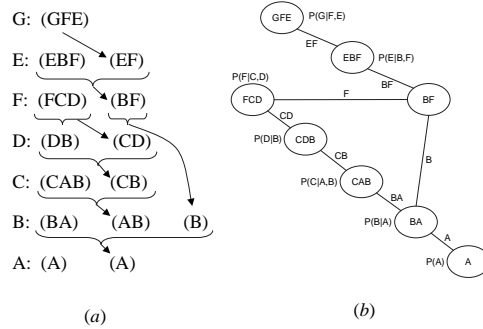 G: (GFE)
E: (EBF) (EF)
F: (FCD) (BF)
D: (DB) (CD)
C: (CAB) (CB)
B: (BA) (AB) (B)
A: (A) (A)
(a)
GFE P(G|F,E)
EF
EBF P(E|B,F)
BF
P(F|C,D)
FCD F BF
CD
P(D|B) CDB
CB B
P(C|A,B) CAB
BA
P(B|A) BA
A
P(A) A
(b)